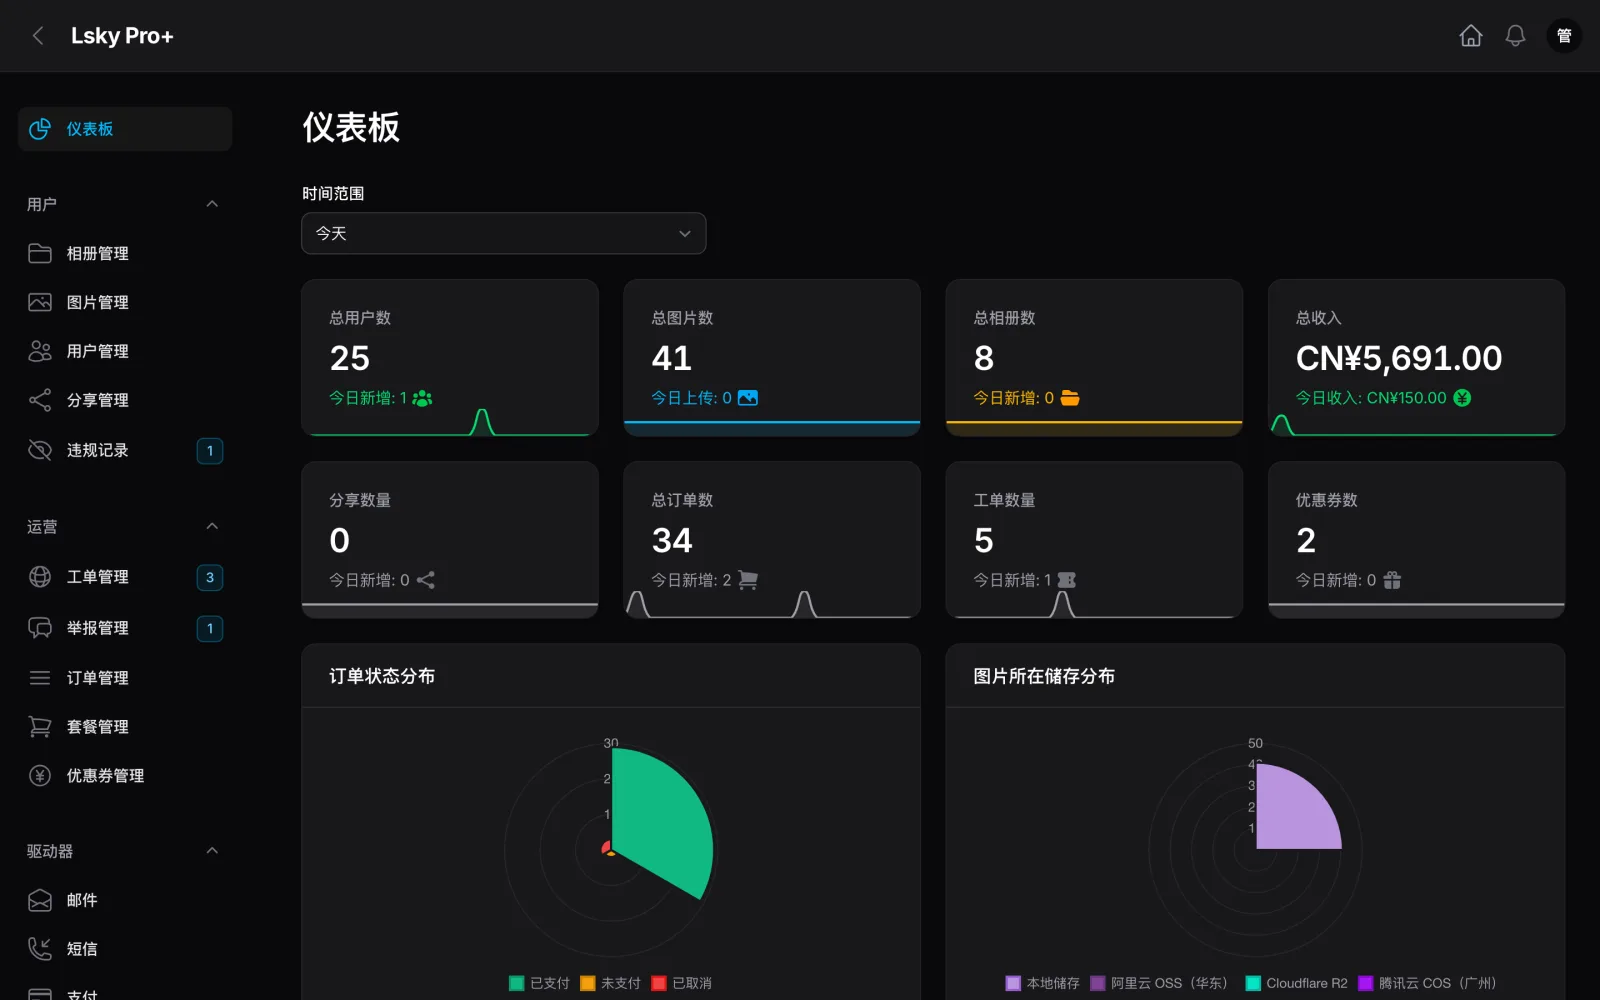 Lsky Pro+
管
仪表板
用户
相册管理
图片管理
用户管理
分享管理
违规记录
1
运营
工单管理
3
举报管理
1
订单管理
套餐管理
优惠券管理
驱动器
邮件
短信
支付
仪表板
时间范围
今天
总用户数
25
今日新增: 1
总图片数
41
今日上传: 0
总相册数
8
今日新增: 0
总收入
CN¥5,691.00
今日收入: CN¥150.00
分享数量
0
今日新增: 0
总订单数
34
今日新增: 2
工单数量
5
今日新增: 1
优惠券数
2
今日新增: 0
订单状态分布
30
2
1
已支付 未支付 已取消
图片所在储存分布
50
4
3
2
1
本地储存 阿里云 OSS（华东） Cloudflare R2 腾讯云 COS（广州）